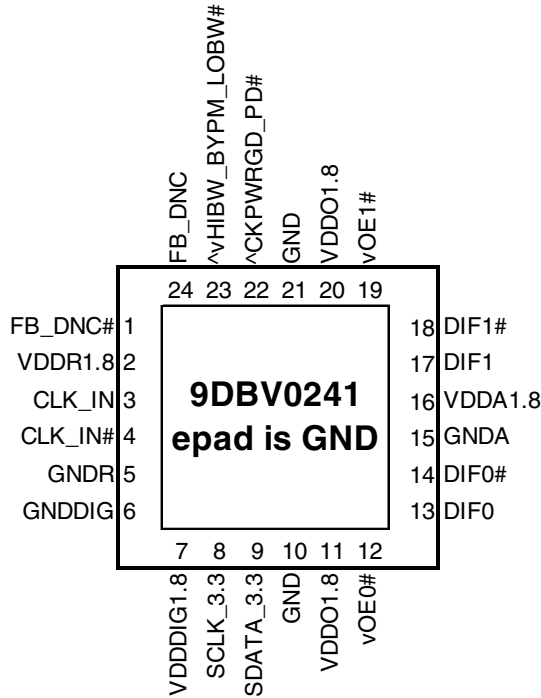 FB_DNC
^vHIBW_BYPM_LOBW#
^CKPWRGD_PD#
GND
VDDO1.8
vOE1#
24 23 22 21 20 19
FB_DNC# 1
VDDR1.8 2
CLK_IN 3
CLK_IN# 4
GNDR 5
GNDDIG 6
9DBV0241
epad is GND
18 DIF1#
17 DIF1
16 VDDA1.8
15 GNDA
14 DIF0#
13 DIF0
7 8 9 10 11 12
VDDDIG1.8
SCLK_3.3
SDATA_3.3
GND
VDDO1.8
vOE0#